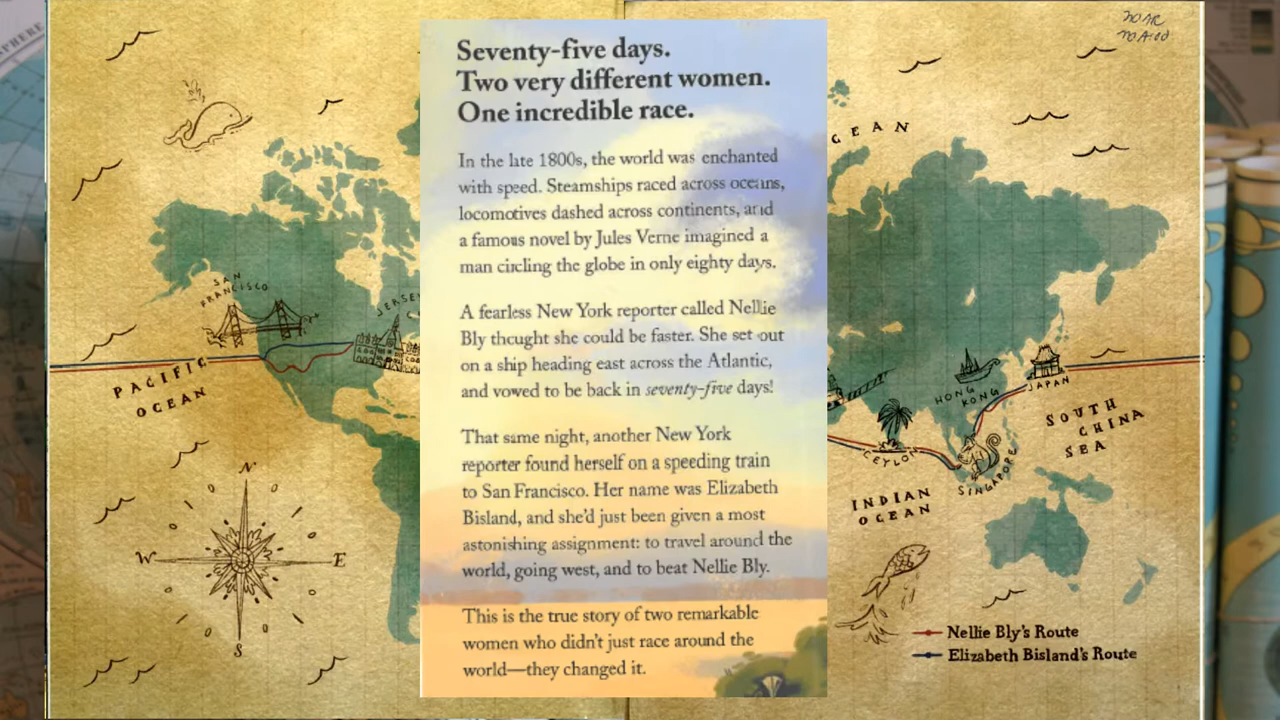 Seventy-five days.
Two very different women.
One incredible race.
In the late 1800s, the world was enchanted
with speed. Steamships raced across oceans,
locomotives dashed across continents, and
a famous novel by Jules Verne imagined a
man circling the globe in only eighty days.
A fearless New York reporter called Nellie
Bly thought she could be faster. She set out
on a ship heading east across the Atlantic,
and vowed to be back in seventy-five days!
That same night, another New York
reporter found herself on a speeding train
to San Francisco. Her name was Elizabeth
Bisland, and she'd just been given a most
astonishing assignment: to travel around the
world, going west, and to beat Nellie Bly.
This is the true story of two remarkable
women who didn't just race around the
world—they changed it.
SAN
FRANCISCO
JERSEY
PACIFIC
OCEAN
N
W
E
S
CEAN
HONG
KONG
JAPAN
CEYLON
SINGAPORE
SOUTH
CHINA
SEA
INDIAN
OCEAN
Nellie Bly's Route
Elizabeth Bisland's Route